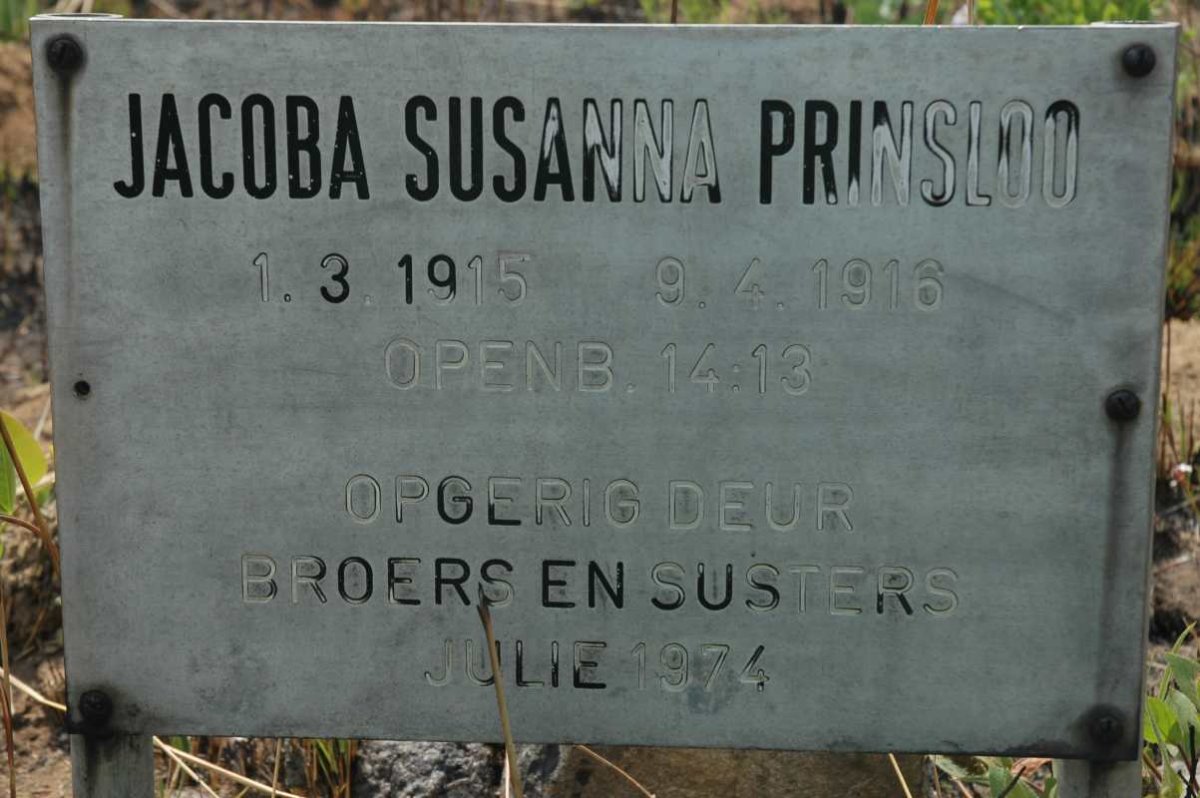 JACOBA SUSANNA PRINSLOO
1. 3. 1915 9. 4. 1916
OPENB. 14:13
OPGERIG DEUR
BROERS EN SUSTERS
JULIE 1974